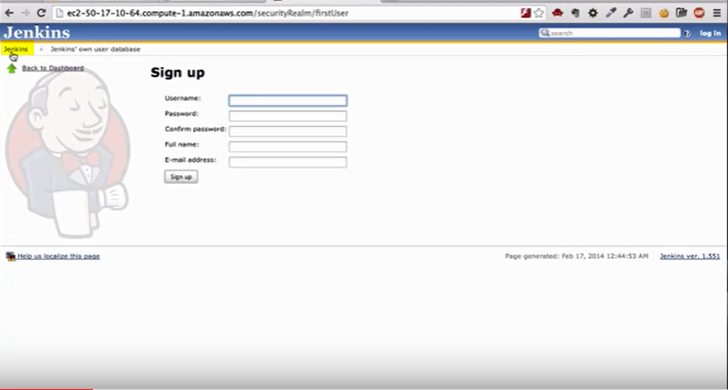 ec2-50-17-10-64.compute-1.amazonaws.com/securityRealm/firstUser
Jenkins
search
log in
Jenkins
Jenkins' own user database
Back to Dashboard
Sign up
Username:
Password:
Confirm password:
Full name:
E-mail address:
Sign up
Help us localize this page
Page generated: Feb 17, 2014 12:44:53 AM
Jenkins ver. 1.551